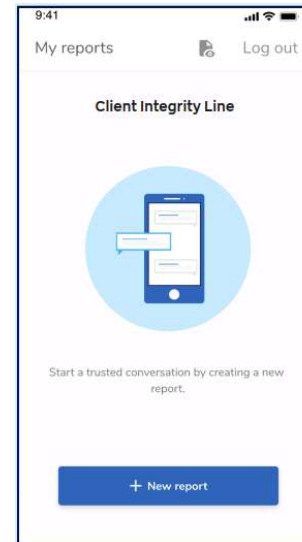 9:41
My reports Log out
Client Integrity Line
Start a trusted conversation by creating a new
report.
+ New report